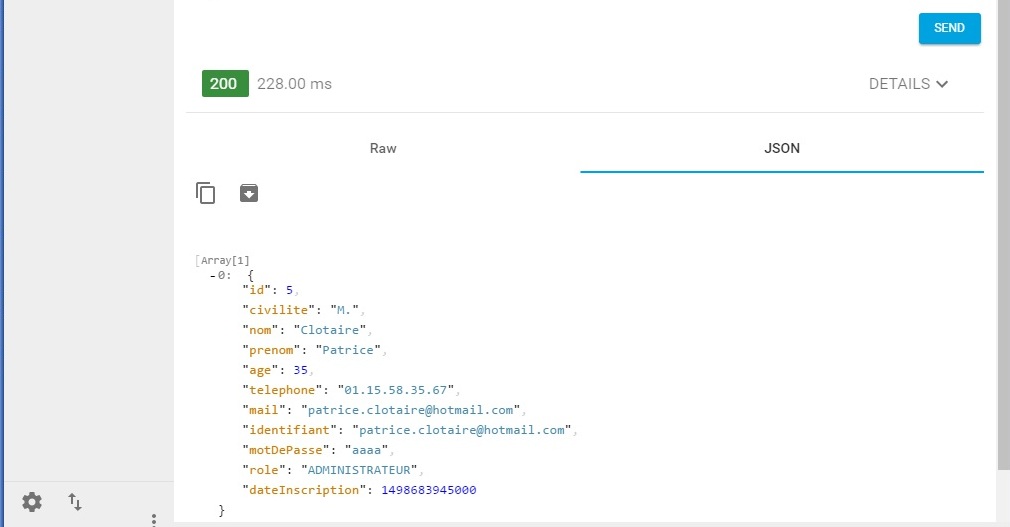 SEND
200 228.00 ms DETAILS
Raw JSON
[Array[1]
-0: {
"id": 5,
"civilite": "M.",
"nom": "Clotaire",
"prenom": "Patrice",
"age": 35,
"telephone": "01.15.58.35.67",
"mail": "patrice.clotaire@hotmail.com",
"identifiant": "patrice.clotaire@hotmail.com",
"motDePasse": "aaaa",
"role": "ADMINISTRATEUR",
"dateInscription": 1498683945000
}